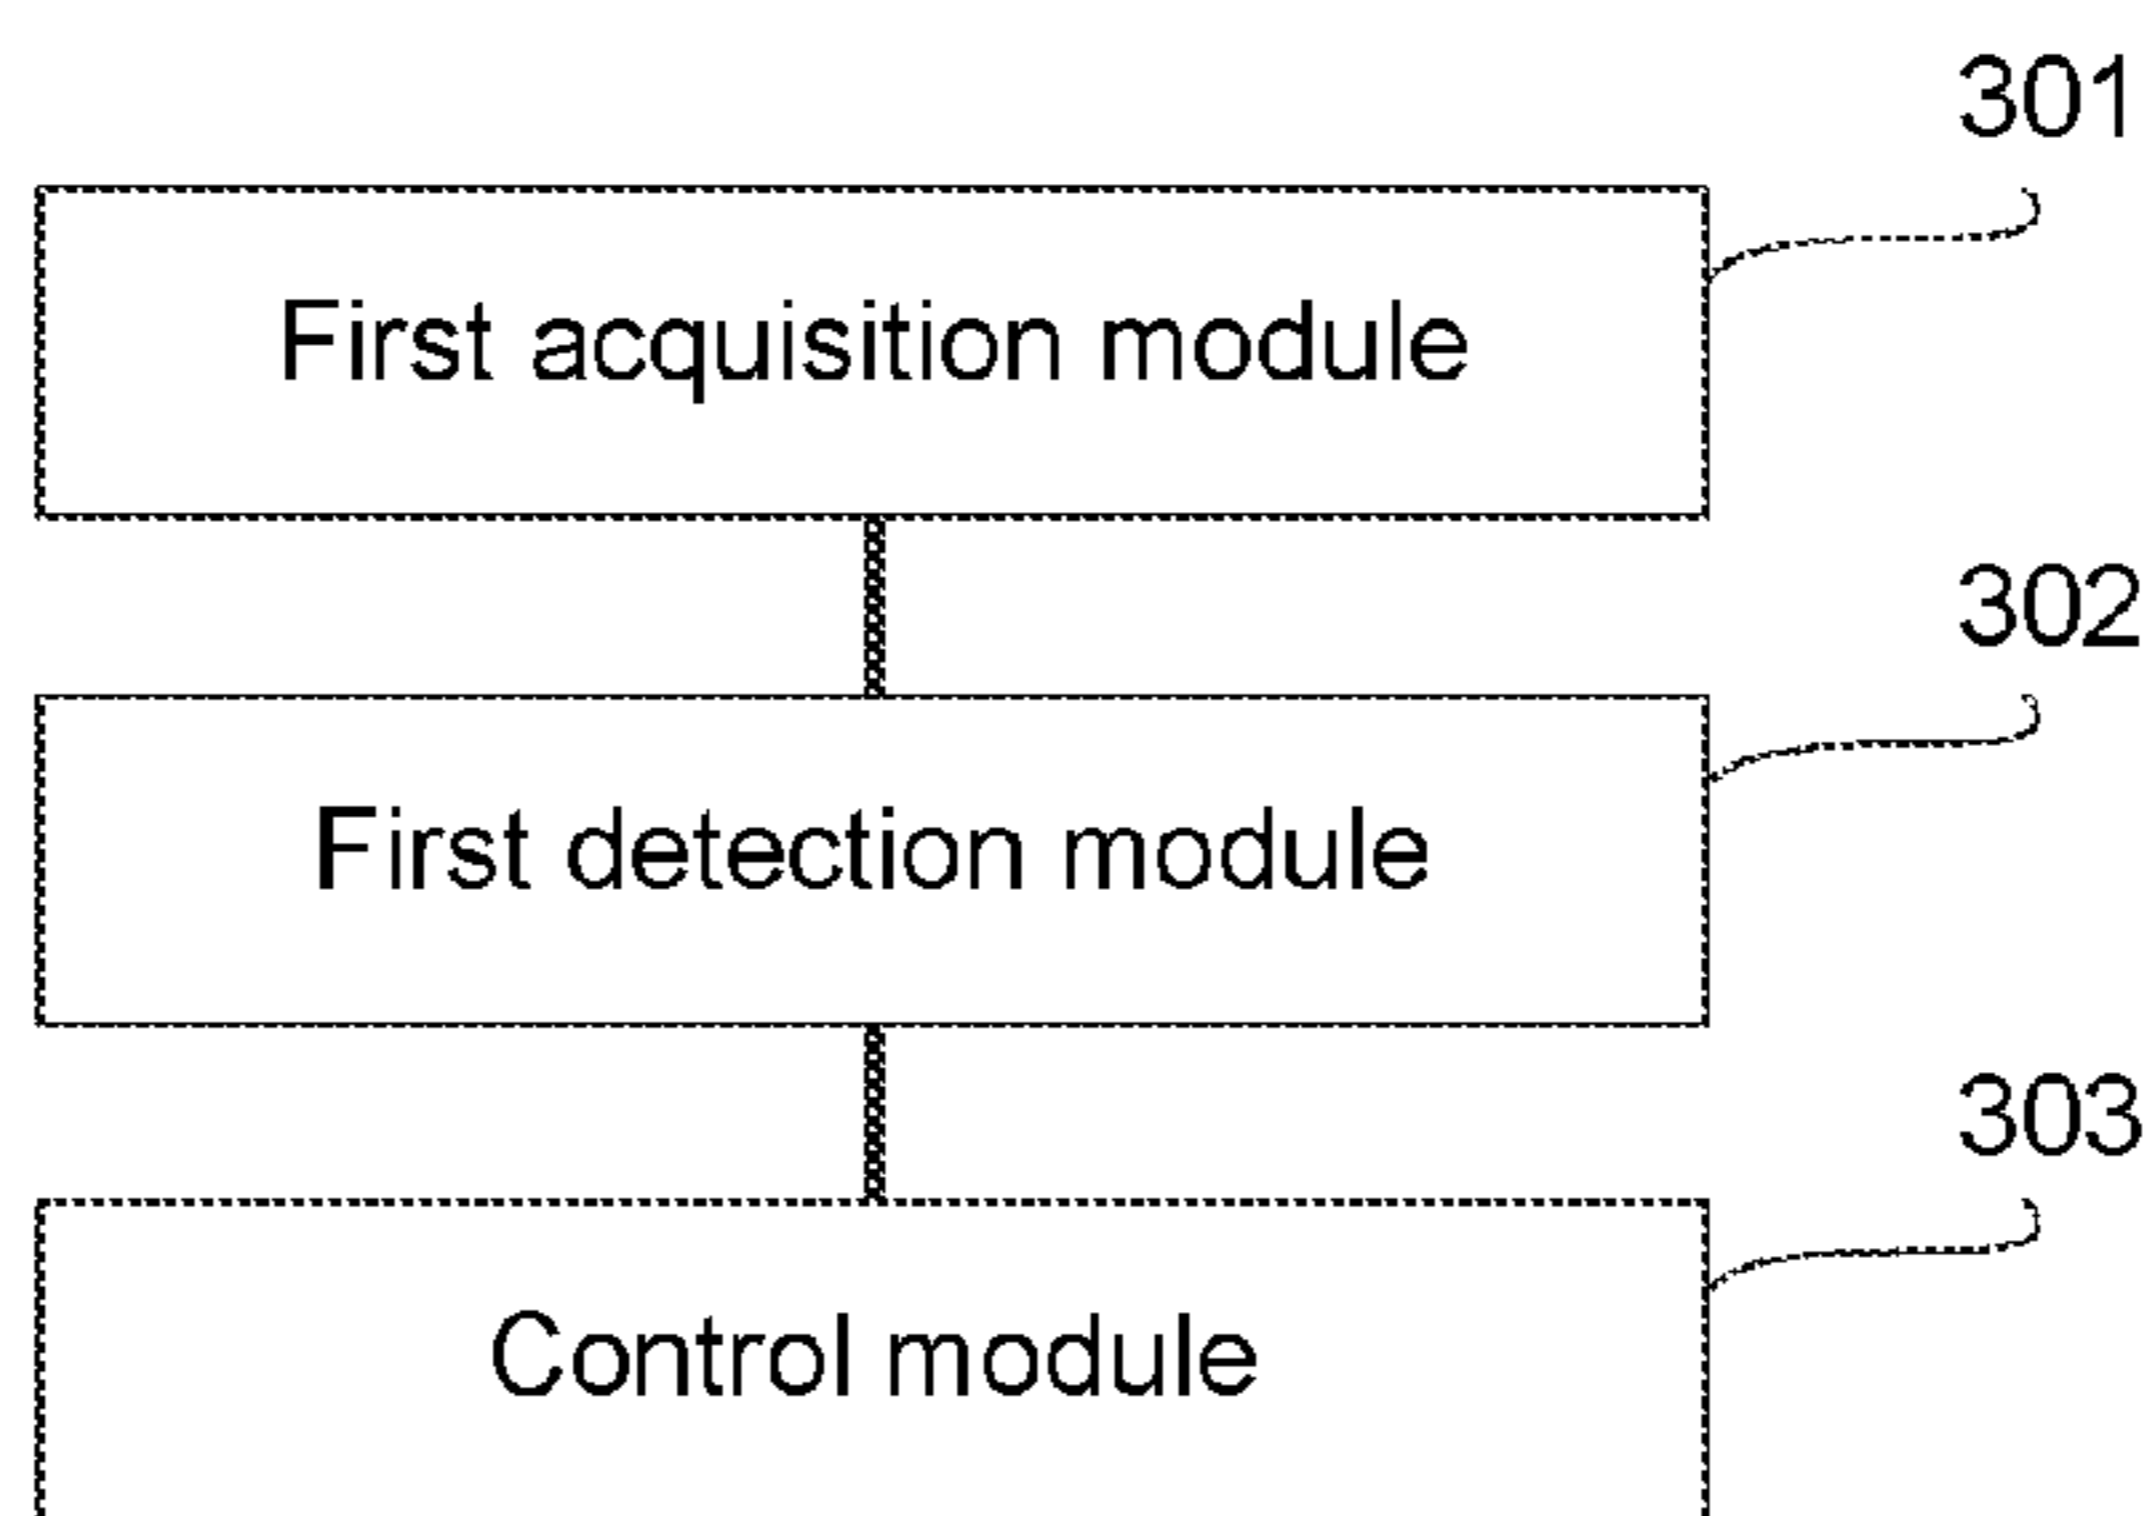 301
First acquisition module
302
First detection module
303
Control module